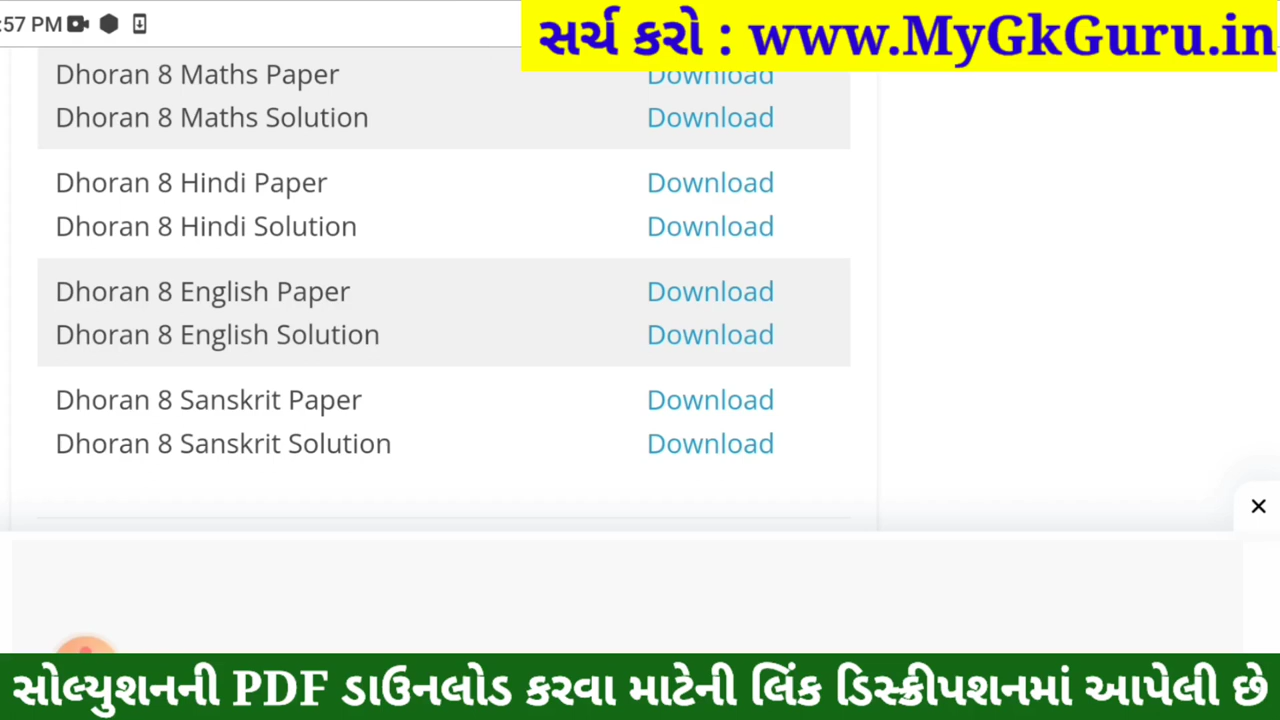 :57 PM
સર્ચ કરો : www.MyGkGuru.in
Dhoran 8 Maths Paper Download
Dhoran 8 Maths Solution Download
Dhoran 8 Hindi Paper Download
Dhoran 8 Hindi Solution Download
Dhoran 8 English Paper Download
Dhoran 8 English Solution Download
Dhoran 8 Sanskrit Paper Download
Dhoran 8 Sanskrit Solution Download
સોલ્યુશનની PDF ડાઉનલોડ કરવા માટેની લિંક ડિસ્ક્રીપશનમાં આપેલી છે